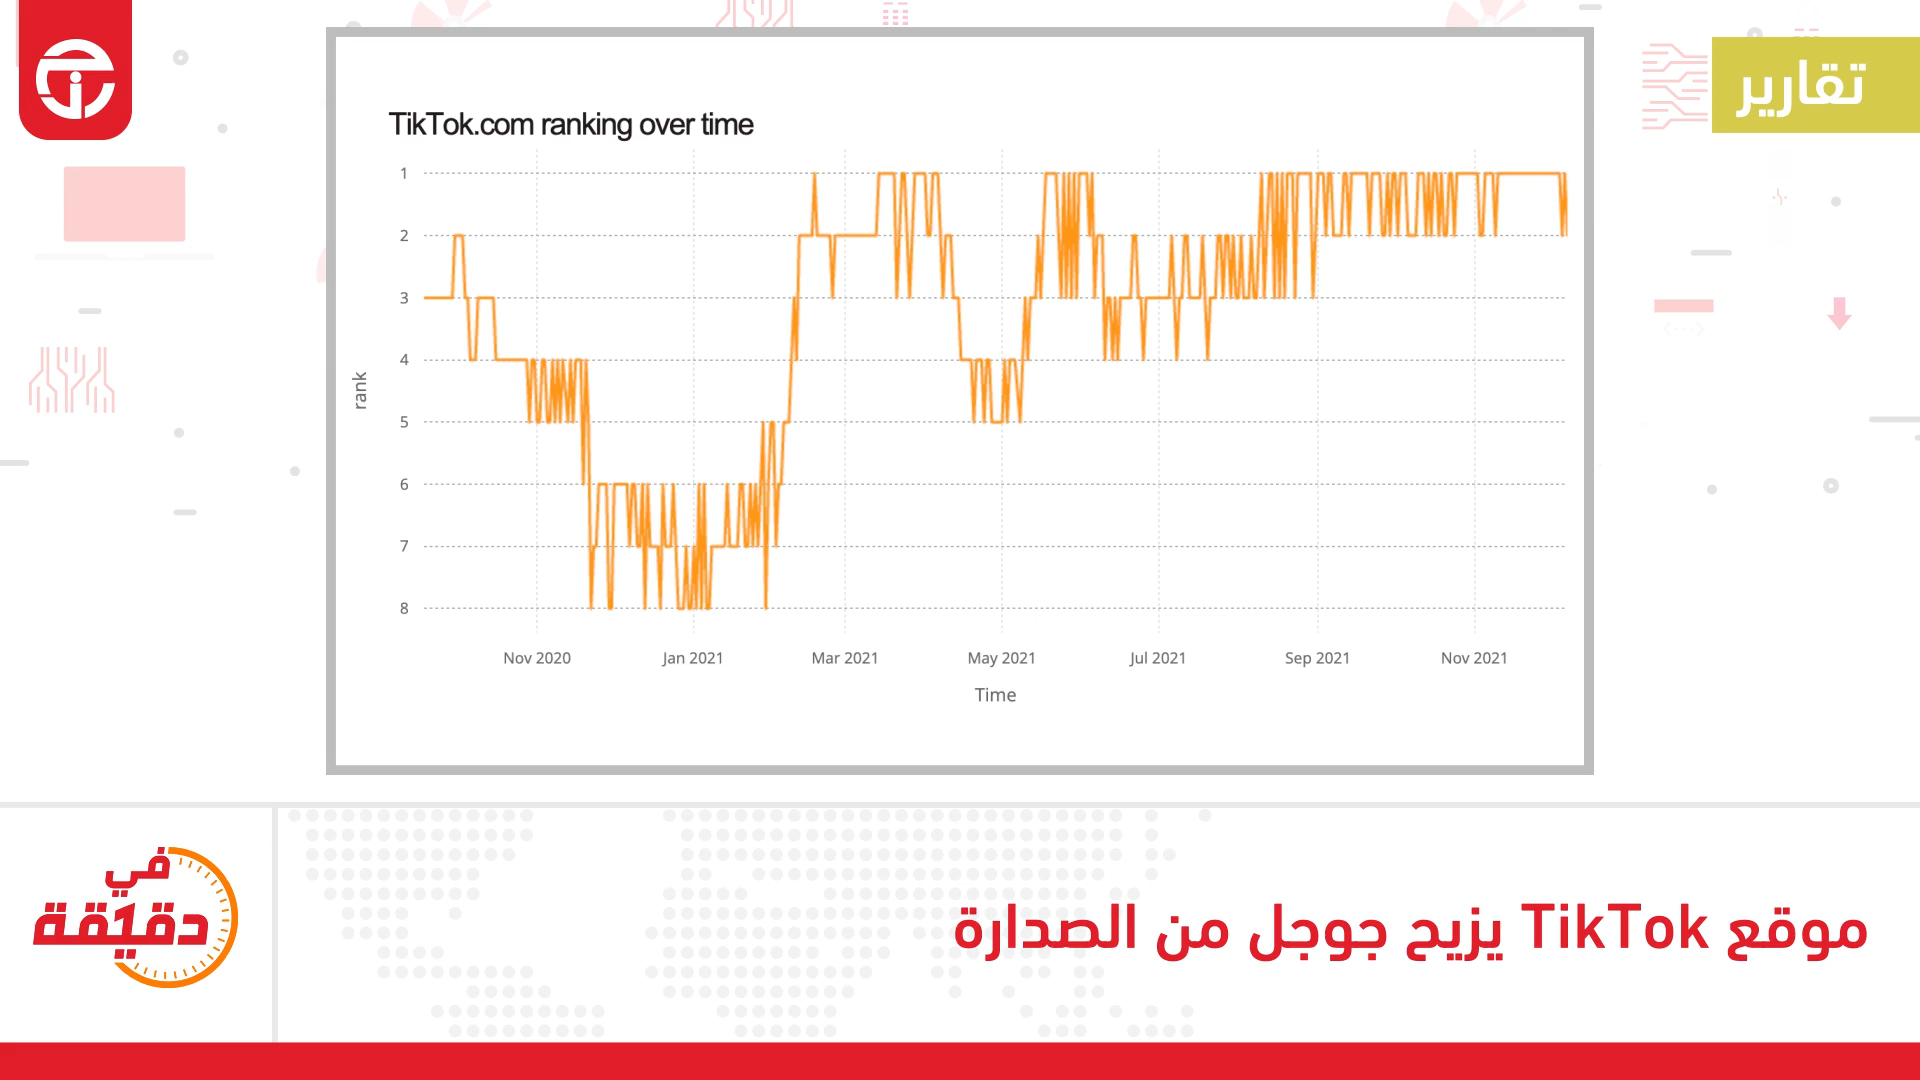 تقارير
TikTok.com ranking over time
1
2
3
4
5
6
7
8
rank
Nov 2020 Jan 2021 Mar 2021 May 2021 Jul 2021 Sep 2021 Nov 2021
Time
في
دقيقة
موقع TikTok يزيح جوجل من الصدارة